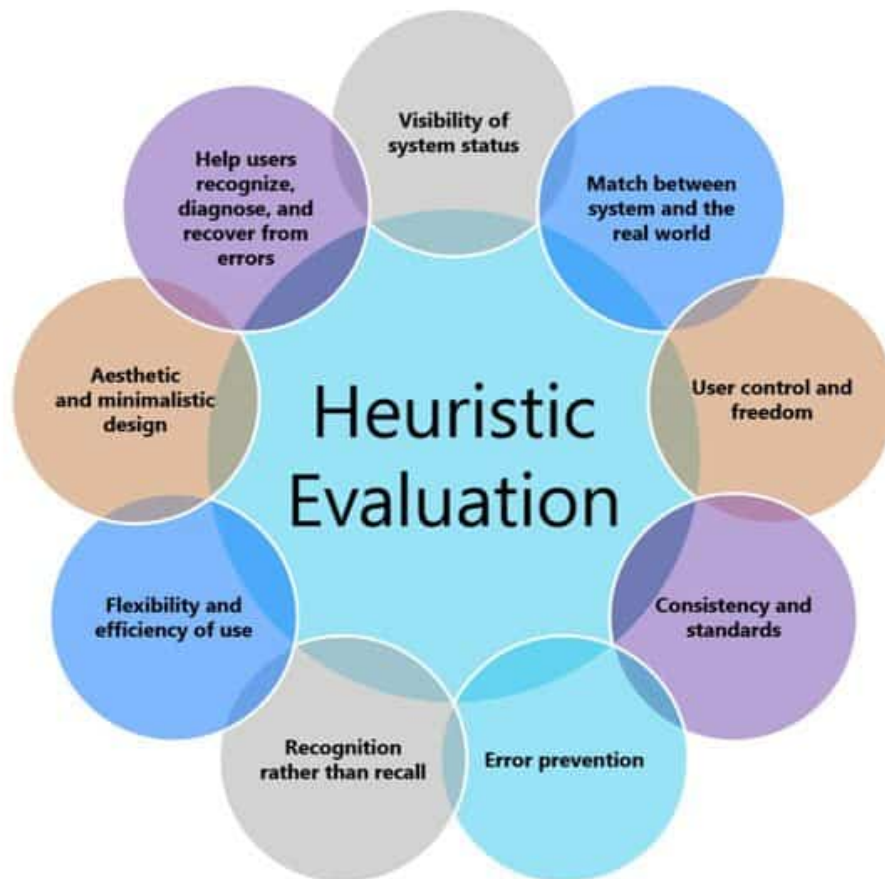 Heuristic
Evaluation
Visibility of
system status
Match between
system and the
real world
User control and
freedom
Consistency and
standards
Error prevention
Recognition
rather than recall
Flexibility and
efficiency of use
Aesthetic
and minimalistic
design
Help users
recognize,
diagnose, and
recover from
errors